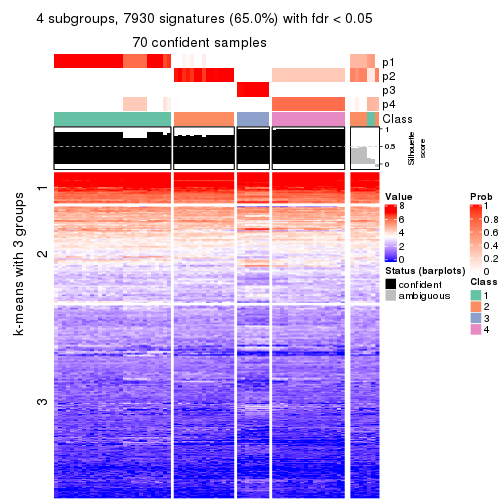 4 subgroups, 7930 signatures (65.0%) with fdr < 0.05
70 confident samples
p1
p2
p3
p4
Class
1
0.5
0
Silhouette
score
k-means with 3 groups
1
2
3
Value
8
6
4
2
0
Status (barplots)
confident
ambiguous
Prob
1
0.8
0.6
0.4
0.2
0
Class
1
2
3
4